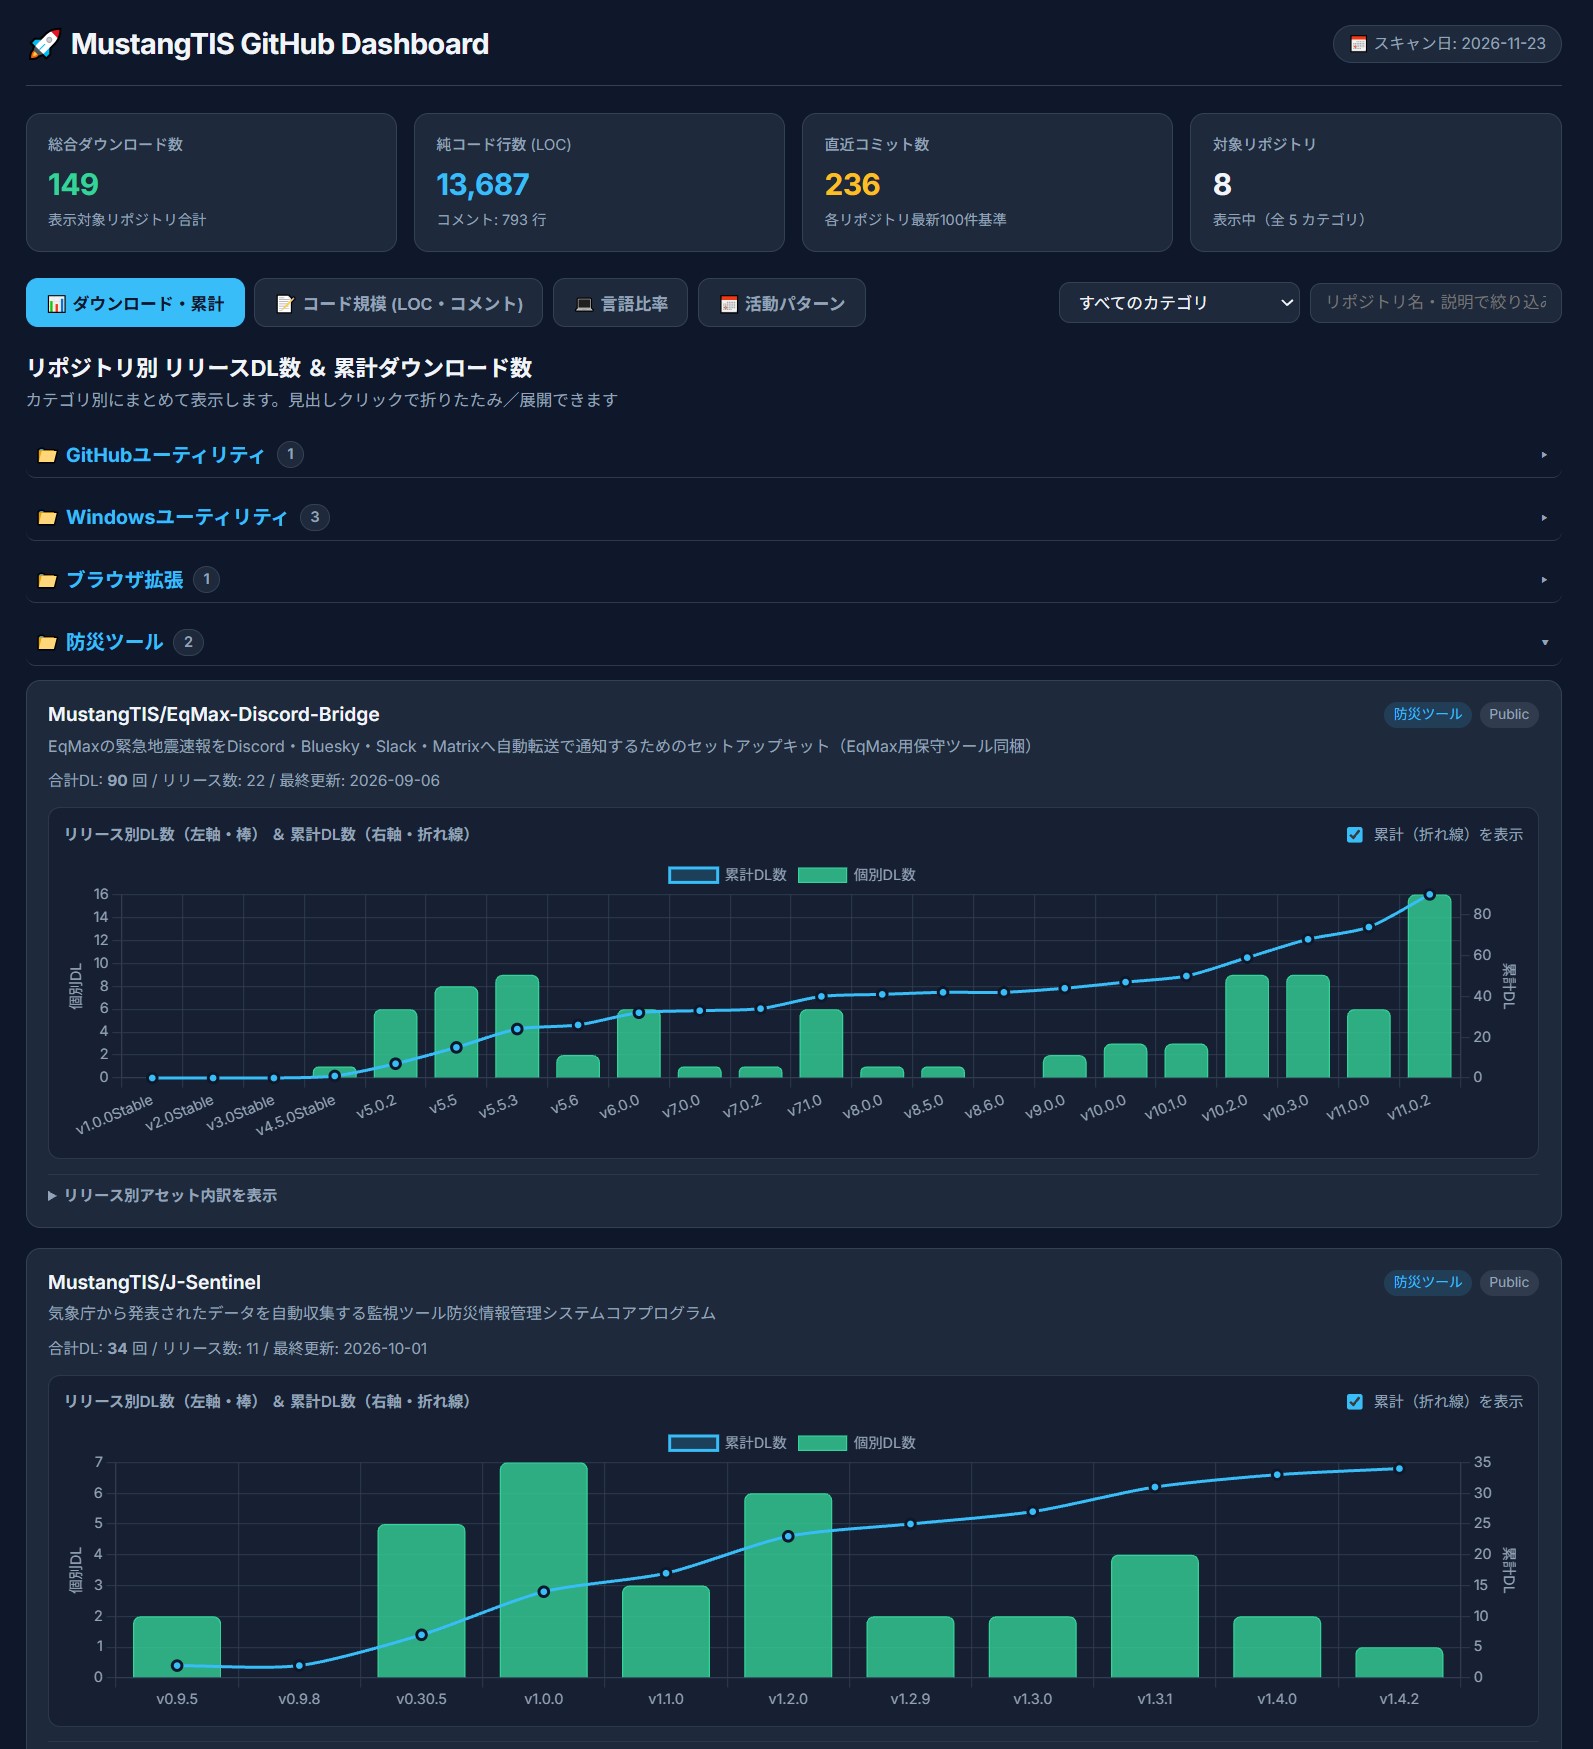 🚀 MustangTIS GitHub Dashboard
📅 スキャン日: 2026-11-23
総合ダウンロード数
149
表示対象リポジトリ合計
純コード行数 (LOC)
13,687
コメント: 793 行
直近コミット数
236
各リポジトリ最新100件基準
対象リポジトリ
8
表示中（全 5 カテゴリ）
📊 ダウンロード・累計
📝 コード規模 (LOC・コメント)
💻 言語比率
📅 活動パターン
すべてのカテゴリ
リポジトリ名・説明で絞り込み
リポジトリ別 リリースDL数 ＆ 累計ダウンロード数
カテゴリ別にまとめて表示します。見出しクリックで折りたたみ／展開できます
📁 GitHubユーティリティ 1 ▸
📁 Windowsユーティリティ 3 ▸
📁 ブラウザ拡張 1 ▸
📁 防災ツール 2 ▾
MustangTIS/EqMax-Discord-Bridge
防災ツール Public
EqMaxの緊急地震速報をDiscord・Bluesky・Slack・Matrixへ自動転送で通知するためのセットアップキット（EqMax用保守ツール同梱）
合計DL: 90 回 / リリース数: 22 / 最終更新: 2026-09-06
リリース別DL数（左軸・棒） ＆ 累計DL数（右軸・折れ線）
累計（折れ線）を表示
累計DL数 個別DL数
個別DL
16
14
12
10
8
6
4
2
0
80
60
40
20
0
累計DL
v1.0.0Stable v2.0Stable v3.0Stable v4.5.0Stable v5.0.2 v5.5 v5.5.3 v5.6 v6.0.0 v7.0.0 v7.0.2 v7.1.0 v8.0.0 v8.5.0 v8.6.0 v9.0.0 v10.0.0 v10.1.0 v10.2.0 v10.3.0 v11.0.0 v11.0.2
▶ リリース別アセット内訳を表示
MustangTIS/J-Sentinel
防災ツール Public
気象庁から発表されたデータを自動収集する監視ツール防災情報管理システムコアプログラム
合計DL: 34 回 / リリース数: 11 / 最終更新: 2026-10-01
リリース別DL数（左軸・棒） ＆ 累計DL数（右軸・折れ線）
累計（折れ線）を表示
累計DL数 個別DL数
個別DL
7
6
5
4
3
2
1
0
35
30
25
20
15
10
5
0
累計DL
v0.9.5 v0.9.8 v0.30.5 v1.0.0 v1.1.0 v1.2.0 v1.2.9 v1.3.0 v1.3.1 v1.4.0 v1.4.2